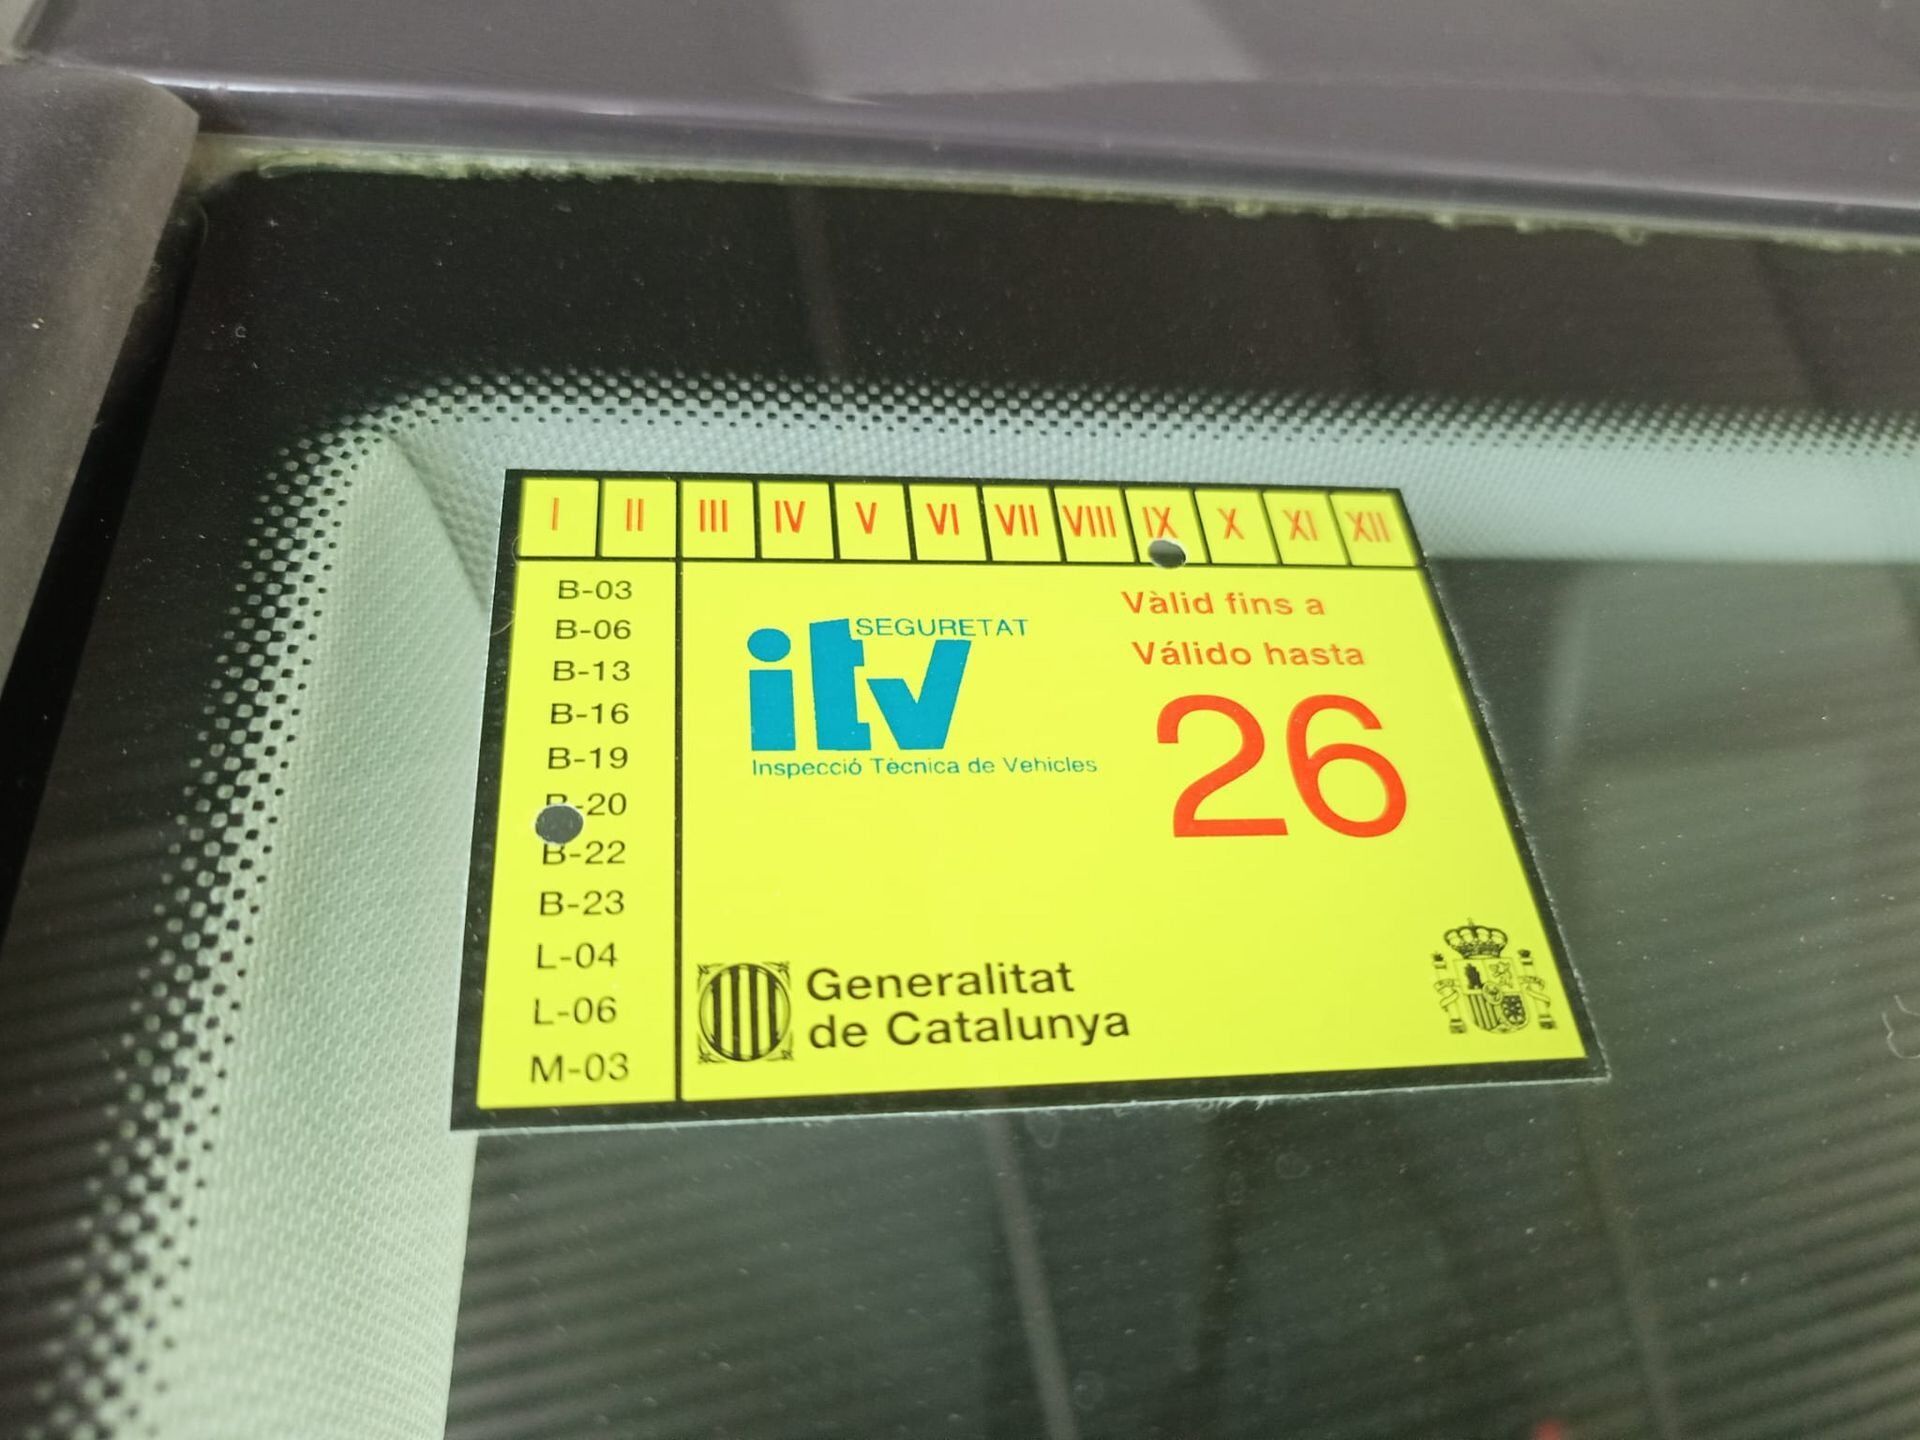 I II III IV V VI VII VIII IX X XI XII
B-03
B-06
B-13
B-16
B-19
B-20
B-22
B-23
L-04
L-06
M-03
SEGURETAT
itv
Inspecció Tècnica de Vehicles
Vàlid fins a
Válido hasta
26
Generalitat
de Catalunya